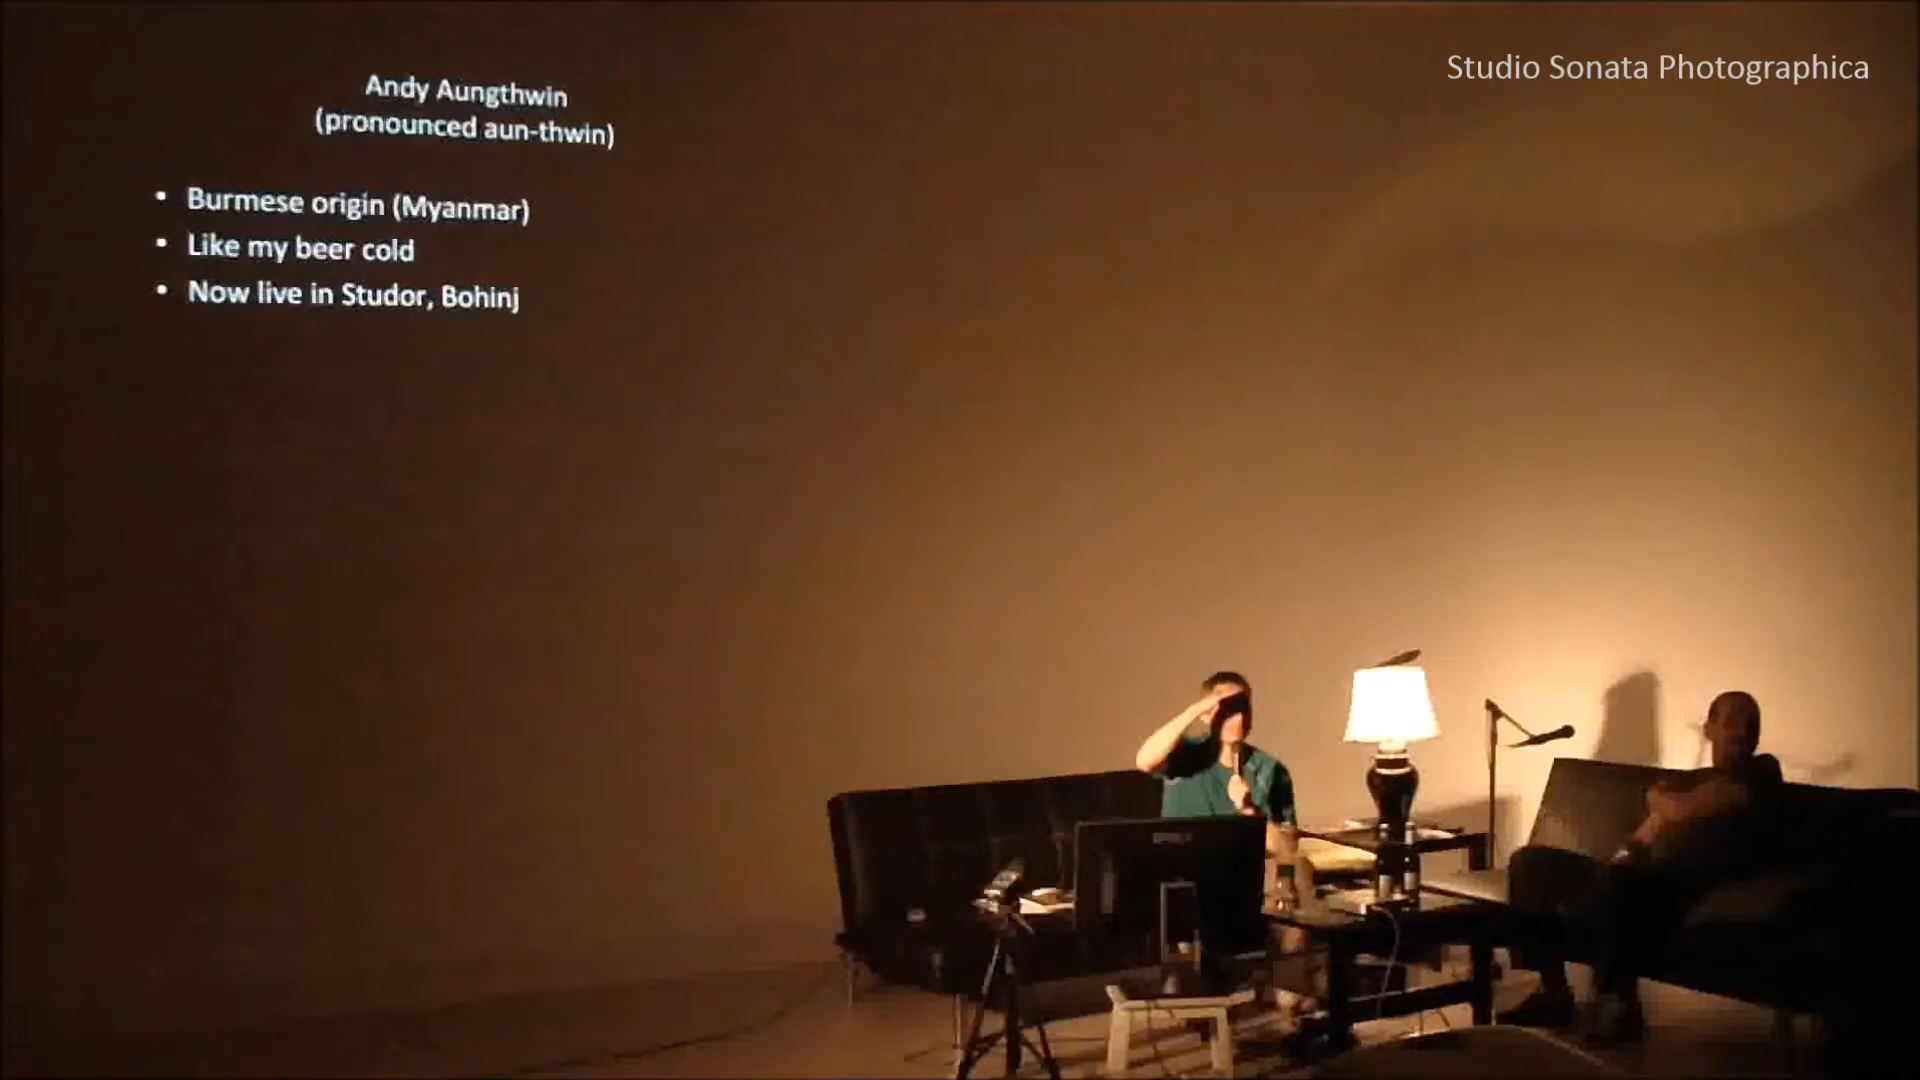 Studio Sonata Photographica
Andy Aungthwin
(pronounced aun-thwin)
• Burmese origin (Myanmar)
• Like my beer cold
• Now live in Studor, Bohinj